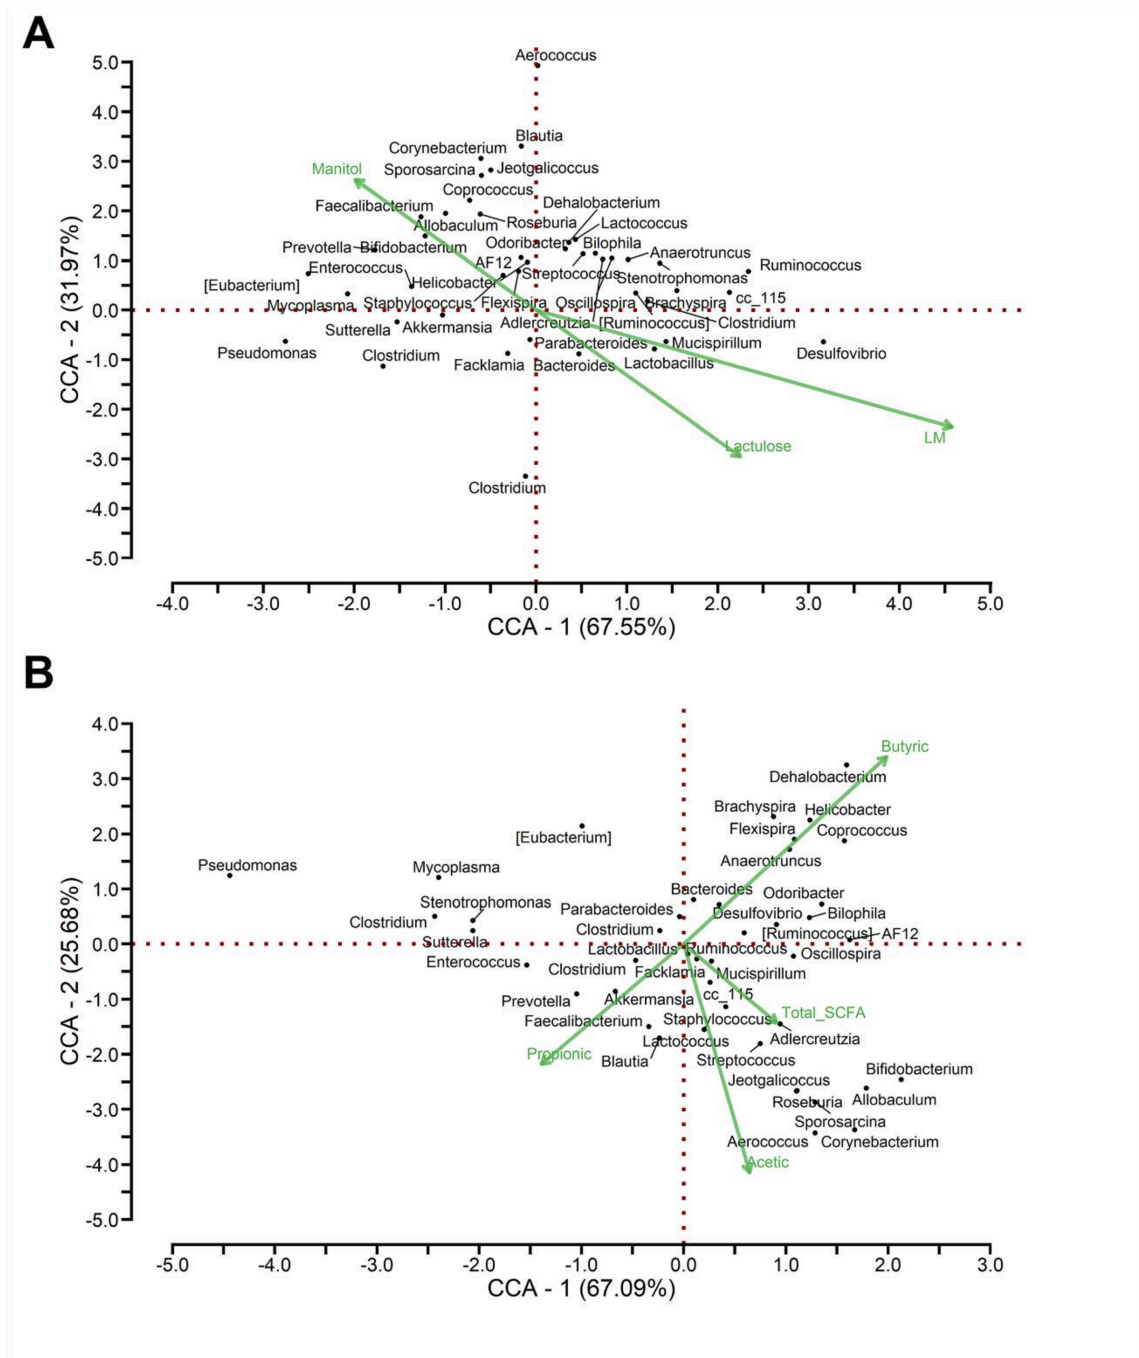 A
Aerococcus
5.0
4.0
Blautia
Corynebacterium
3.0
Manitol
Sporosarcina
Jeotgalicoccus
Coprococcus
Dehalobacterium
Faecalibacterium
2.0
Allobaculum
Roseburia
Lactococcus
Prevotella
Bifidobacterium
Odoribacter
Bilophila
Anaerotruncus
1.0
AF12
Ruminococcus
Enterococcus
Helicobacter
Streptococcus
Stenotrophomonas
[Eubacterium]
Mycoplasma
Staphylococcus
Flexispira
Oscillospira
Brachyspira
cc_115
0.0
Sutterella
Akkermansia
Adlercreutzia
[Ruminococcus]
Clostridium
Parabacteroides
Mucispirillum
Pseudomonas
Clostridium
Desulfovibrio
-1.0
Facklamia
Bacteroides
Lactobacillus
-2.0
LM
Lactulose
-3.0
Clostridium
-4.0
-5.0
CCA - 2 (31.97%)
-4.0 -3.0 -2.0 -1.0 0.0 1.0 2.0 3.0 4.0 5.0
CCA - 1 (67.55%)
B
4.0
Butyric
3.0
Dehalobacterium
Brachyspira
Helicobacter
2.0
Flexispira
Coprococcus
[Eubacterium]
Anaerotruncus
Pseudomonas
Mycoplasma
1.0
Bacteroides
Odoribacter
Stenotrophomonas
Parabacteroides
Desulfovibrio
Bilophila
Clostridium
Clostridium
[Ruminococcus]
AF12
0.0
Sutterella
Lactobacillus
Ruminococcus
Oscillospira
Enterococcus
Clostridium
Facklamia
Mucispirillum
-1.0
Prevotella
Akkermansia
cc_115
Total_SCFA
Faecalibacterium
Staphylococcus
Adlercreutzia
Lactococcus
-2.0
Propionic
Blautia
Streptococcus
Bifidobacterium
Jeotgalicoccus
Allobaculum
-3.0
Roseburia
Sporosarcina
Aerococcus
Corynebacterium
-4.0
Acetic
-5.0
CCA - 2 (25.68%)
-5.0 -4.0 -3.0 -2.0 -1.0 0.0 1.0 2.0 3.0
CCA - 1 (67.09%)